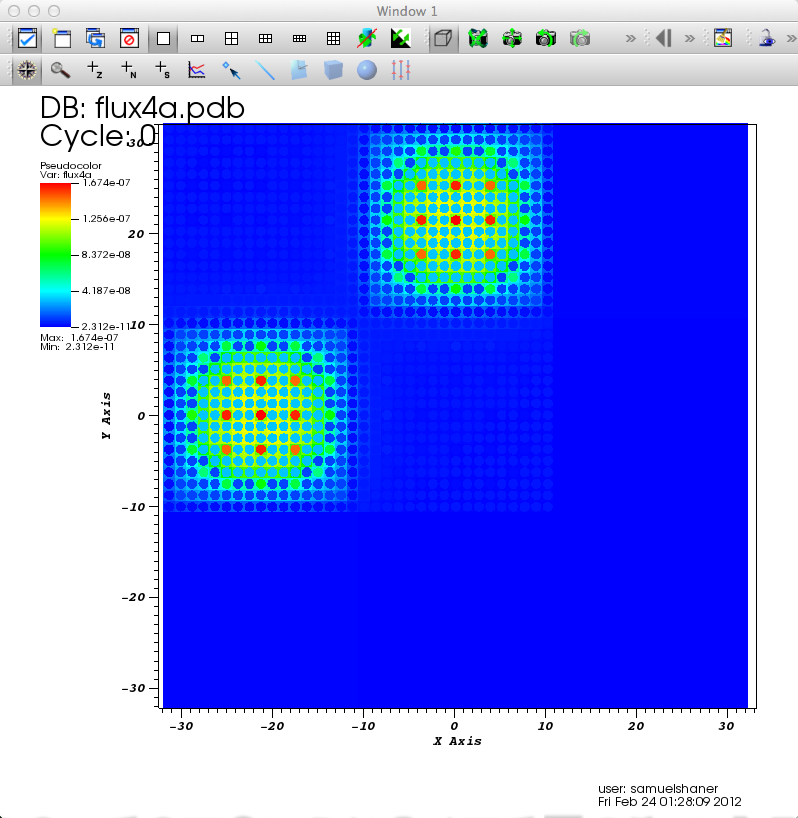 Window 1
DB: flux4a.pdb
Cycle: 0
Pseudocolor
Var: flux4a
1.674e-07
1.256e-07
8.372e-08
4.187e-08
2.312e-11
Max: 1.674e-07
Min: 2.312e-11
30
20
10
0
-10
-20
-30
Y Axis
-30 -20 -10 0 10 20 30
X Axis
user: samuelshaner
Fri Feb 24 01:28:09 2012